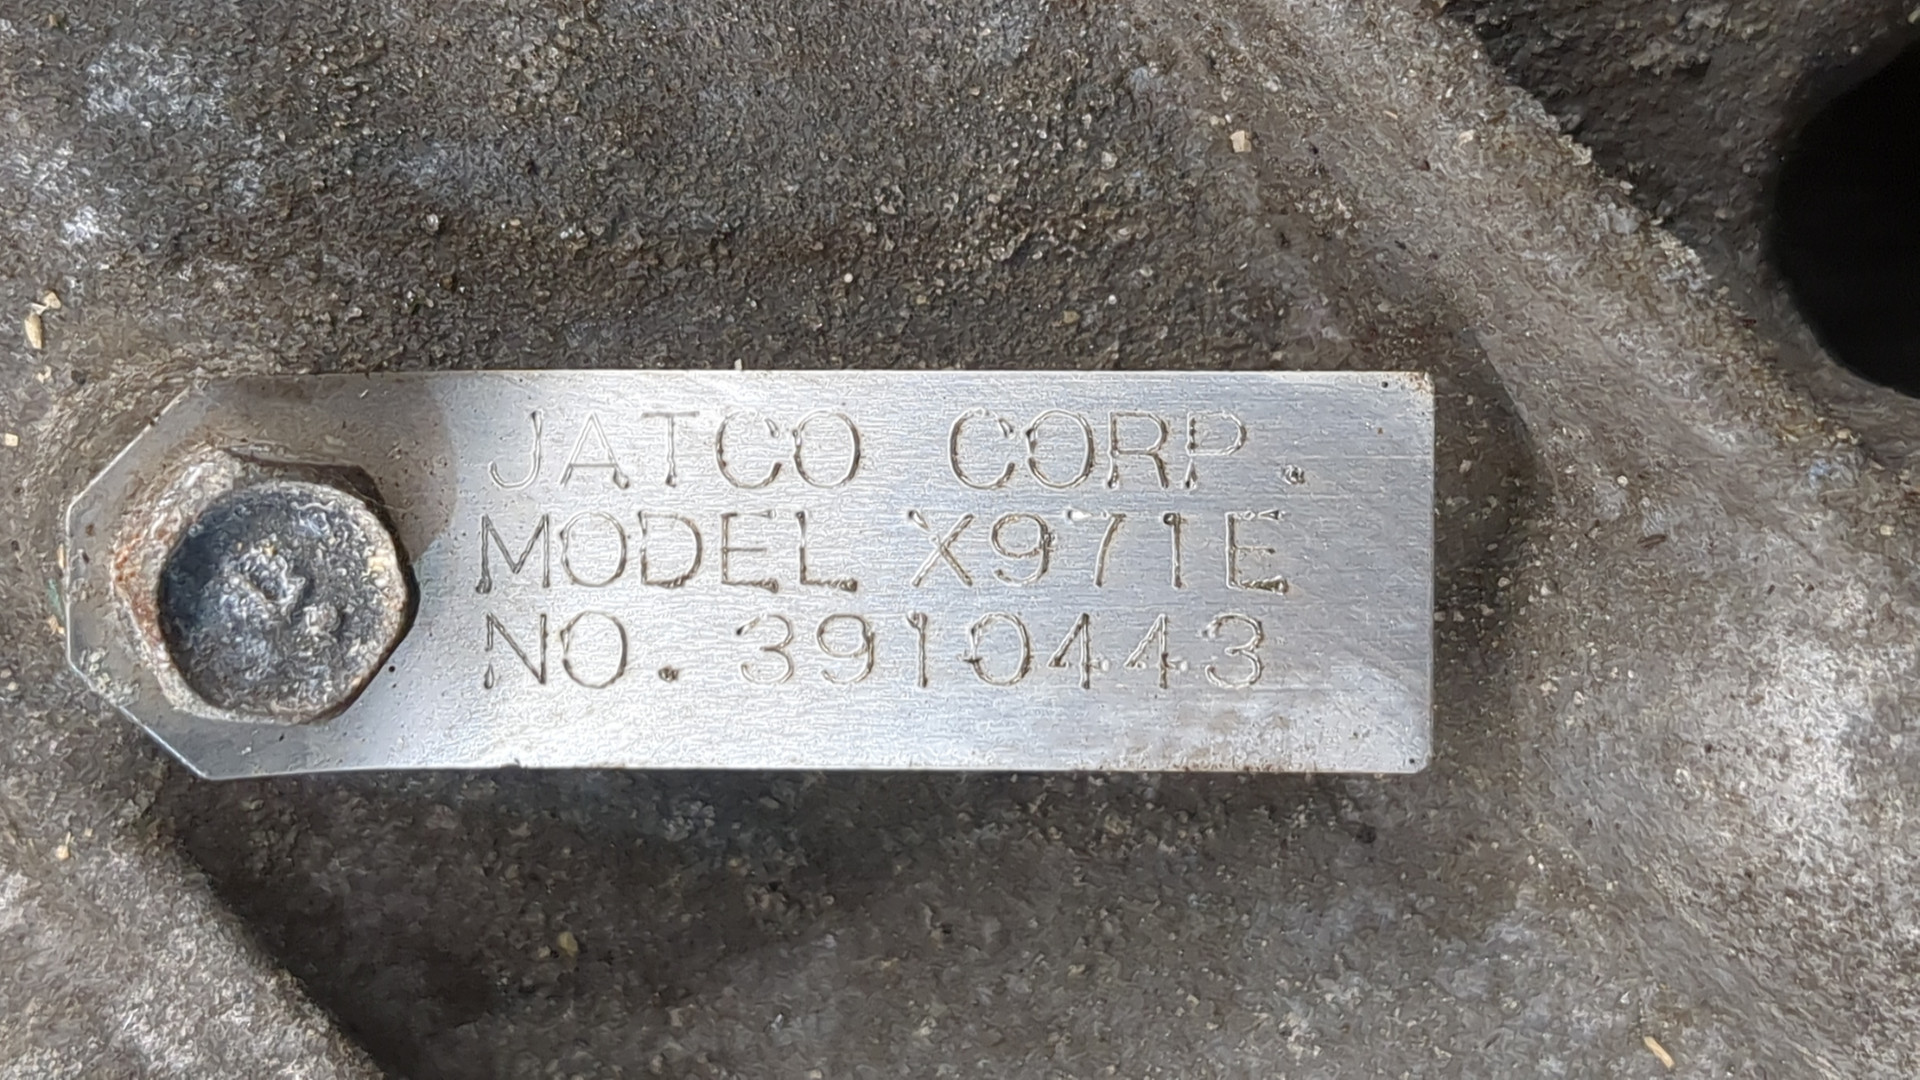 JATCO CORP.
MODEL X971E
NO. 3910443